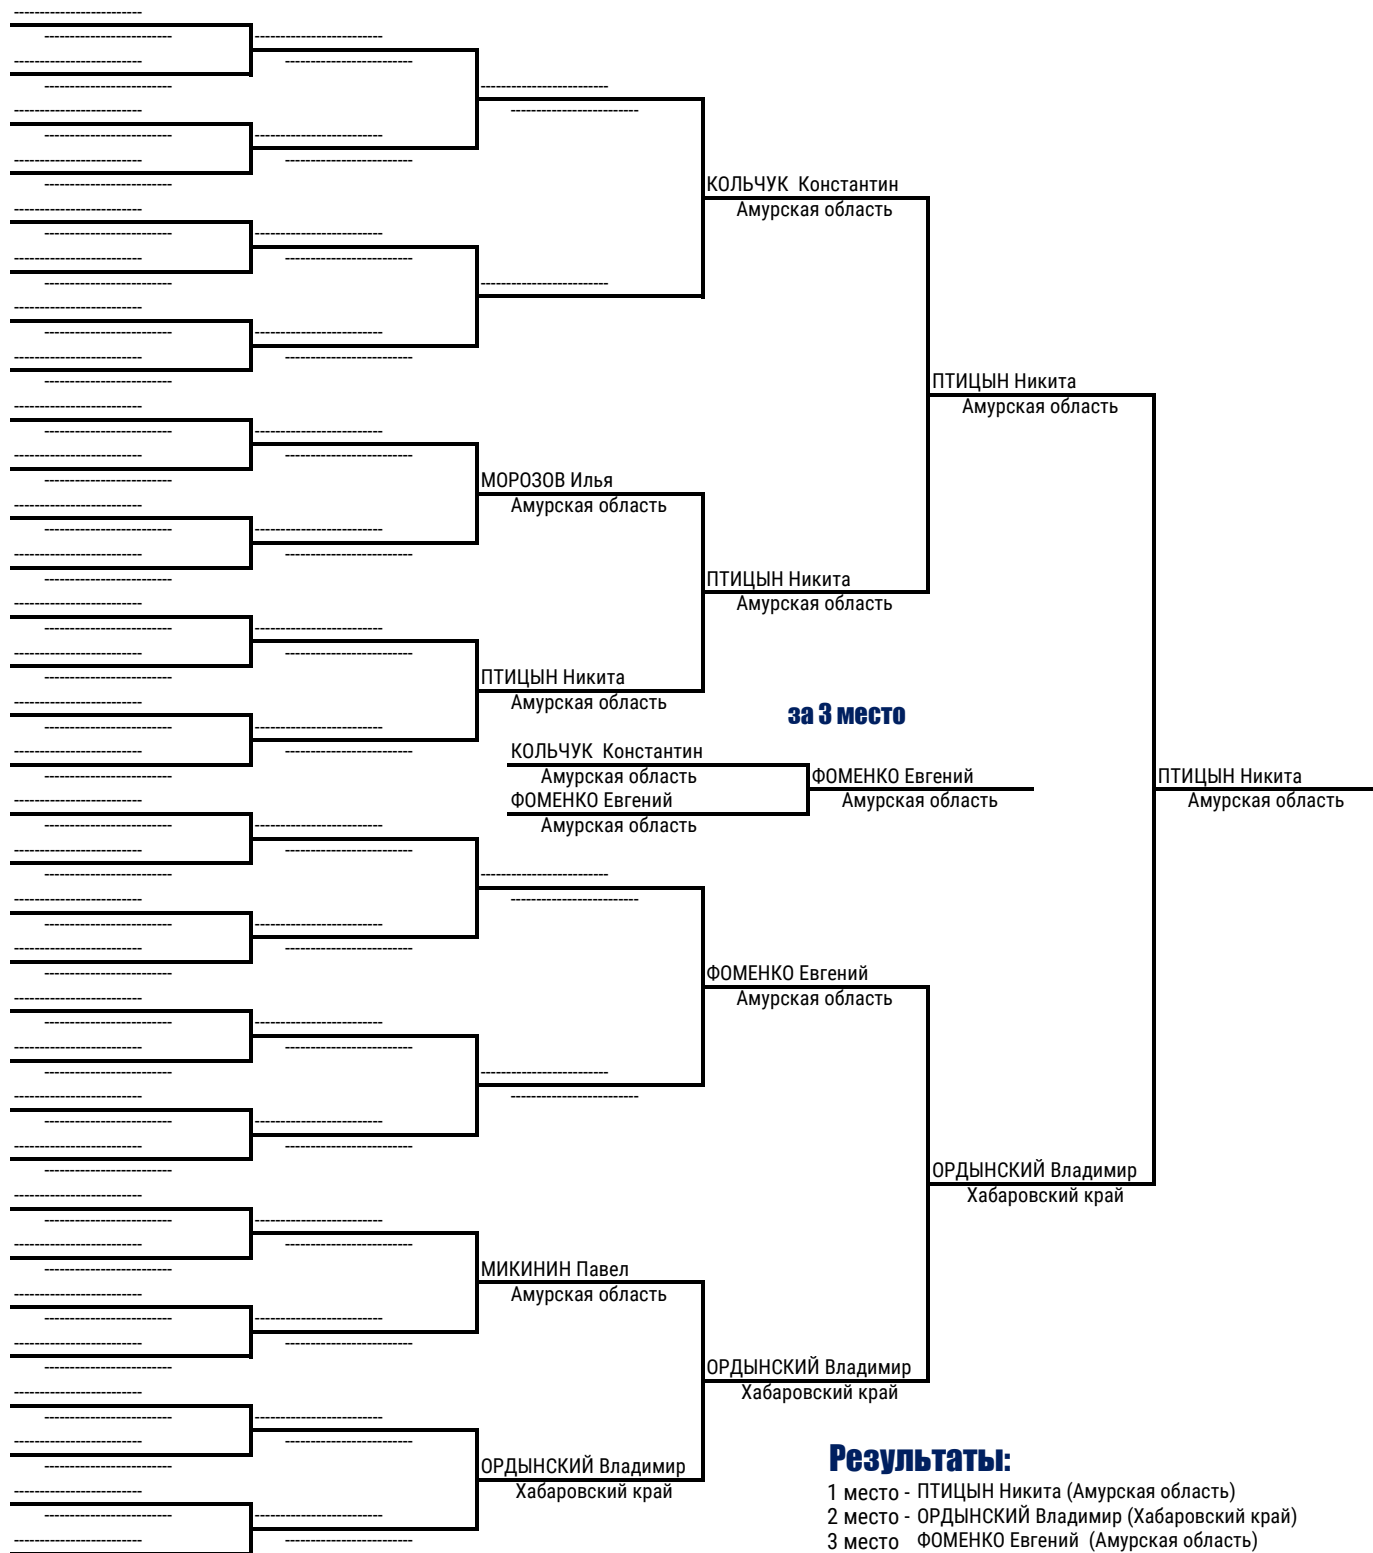 КОЛЬЧУК Константин
Амурская область
ПТИЦЫН Никита
Амурская область
МОРОЗОВ Илья
Амурская область
ПТИЦЫН Никита
Амурская область
ПТИЦЫН Никита
Амурская область
за 3 место
КОЛЬЧУК Константин
Амурская область
ФОМЕНКО Евгений
Амурская область
ФОМЕНКО Евгений
Амурская область
ПТИЦЫН Никита
Амурская область
ФОМЕНКО Евгений
Амурская область
ОРДЫНСКИЙ Владимир
Хабаровский край
МИКИНИН Павел
Амурская область
ОРДЫНСКИЙ Владимир
Хабаровский край
ОРДЫНСКИЙ Владимир
Хабаровский край
Результаты:
1 место - ПТИЦЫН Никита (Амурская область)
2 место - ОРДЫНСКИЙ Владимир (Хабаровский край)
3 место ФОМЕНКО Евгений (Амурская область)